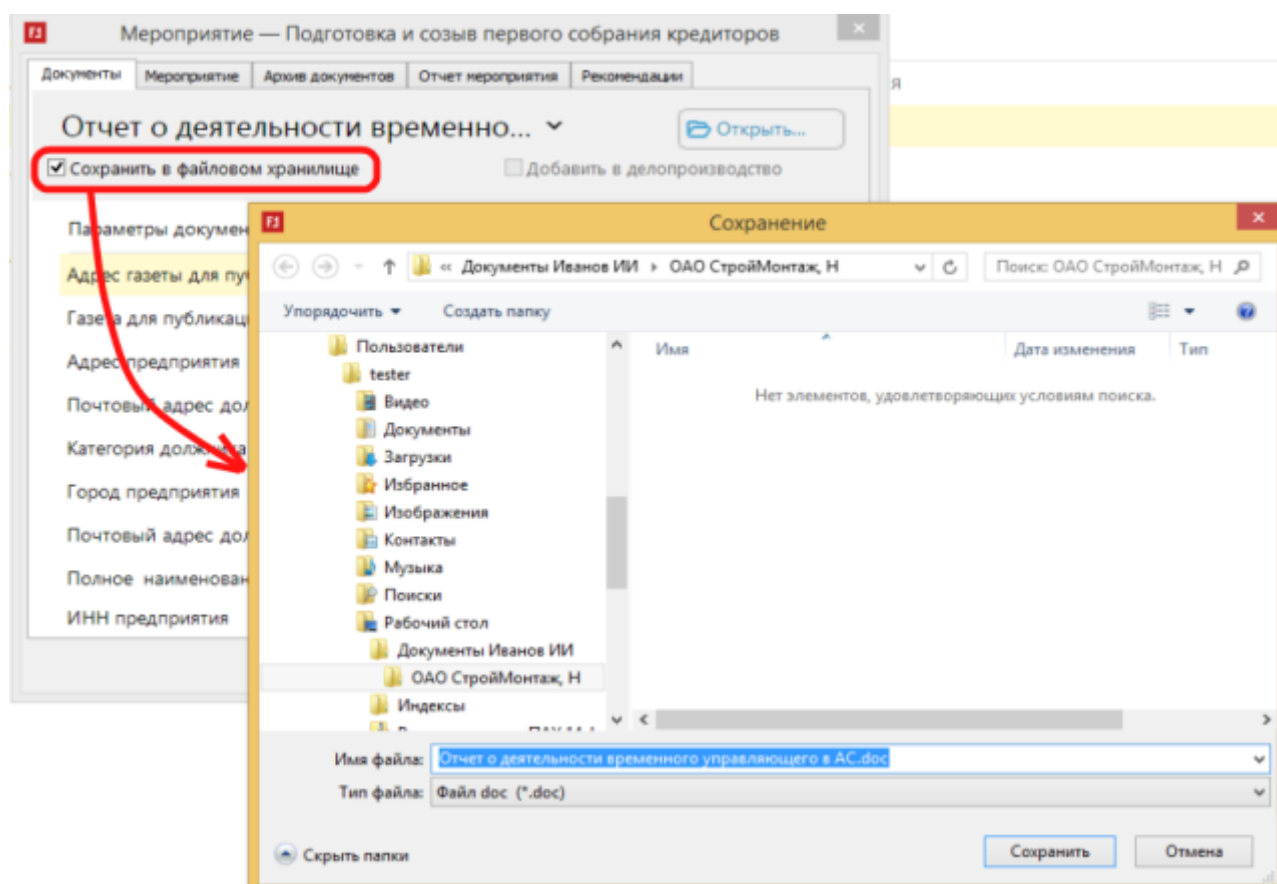 Мероприятие — Подготовка и созыв первого собрания кредиторов
Документы Мероприятие Архив документов Отчет мероприятия Рекомендации
я
Отчет о деятельности временно... Открыть...
Сохранить в файловом хранилище Добавить в делопроизводство
Параметры докумен
Адрес газеты для пу
Газета для публикац
Адрес предприятия
Почтовый адрес дол
Категория должника
Город предприятия
Почтовый адрес дол
Полное наименован
ИНН предприятия
Сохранение
« Документы Иванов ИИ ОАО СтройМонтаж, Н Поиск: ОАО СтройМонтаж, Н
Упорядочить Создать папку
Имя Дата изменения Тип
Нет элементов, удовлетворяющих условиям поиска.
Пользователи
tester
Видео
Документы
Загрузки
Избранное
Изображения
Контакты
Музыка
Поиски
Рабочий стол
Документы Иванов ИИ
ОАО СтройМонтаж, Н
Индексы
Имя файла: Отчет о деятельности временного управляющего в АС.doc
Тип файла: Файл doc (*.doc)
Скрыть папки Сохранить Отмена